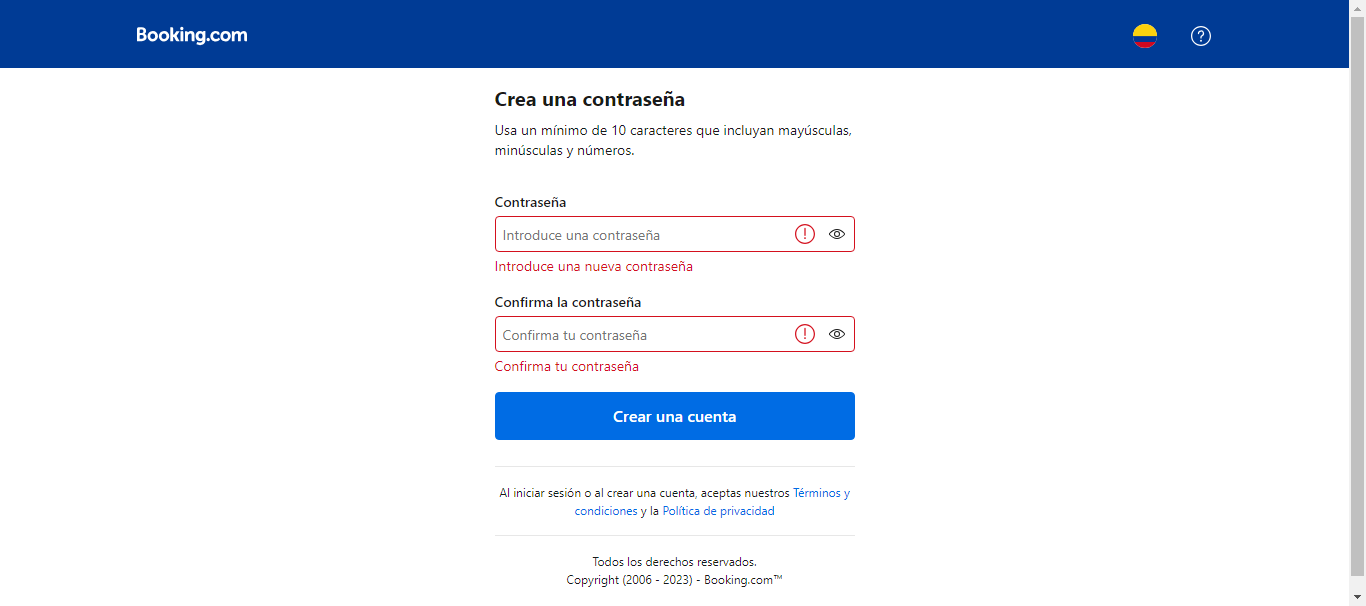 Booking.com
Crea una contraseña
Usa un mínimo de 10 caracteres que incluyan mayúsculas,
minúsculas y números.
Contraseña
Introduce una contraseña
Introduce una nueva contraseña
Confirma la contraseña
Confirma tu contraseña
Confirma tu contraseña
Crear una cuenta
Al iniciar sesión o al crear una cuenta, aceptas nuestros Términos y
condiciones y la Política de privacidad
Todos los derechos reservados.
Copyright (2006 - 2023) - Booking.com™